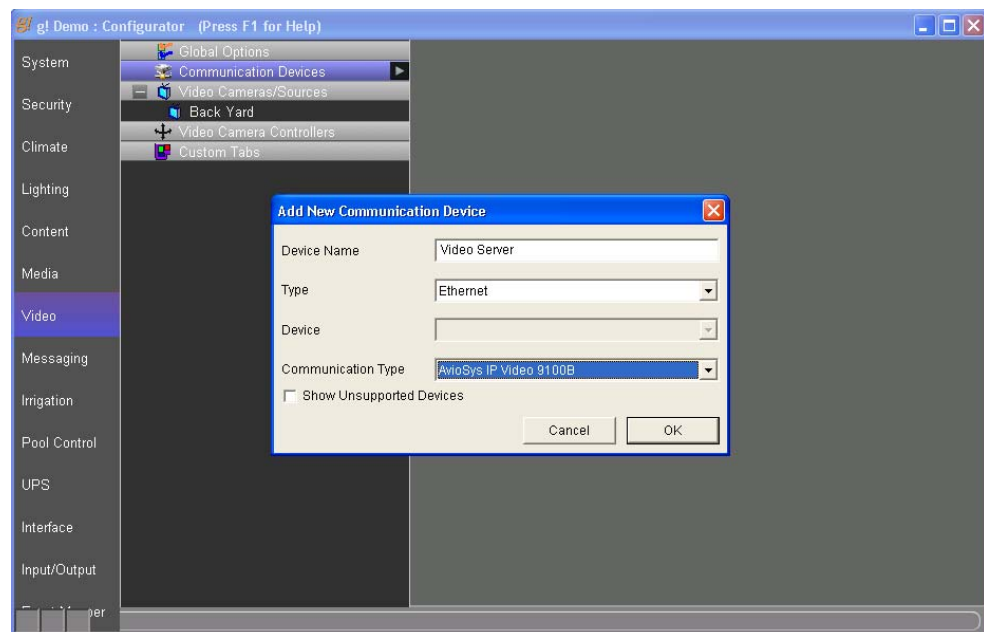 g! Demo : Configurator (Press F1 for Help)
System
Security
Climate
Lighting
Content
Media
Video
Messaging
Irrigation
Pool Control
UPS
Interface
Input/Output
Global Options
Communication Devices
Video Cameras/Sources
Back Yard
Video Camera Controllers
Custom Tabs
Add New Communication Device
Device Name Video Server
Type Ethernet
Device
Communication Type AvioSys IP Video 9100B
Show Unsupported Devices
Cancel OK